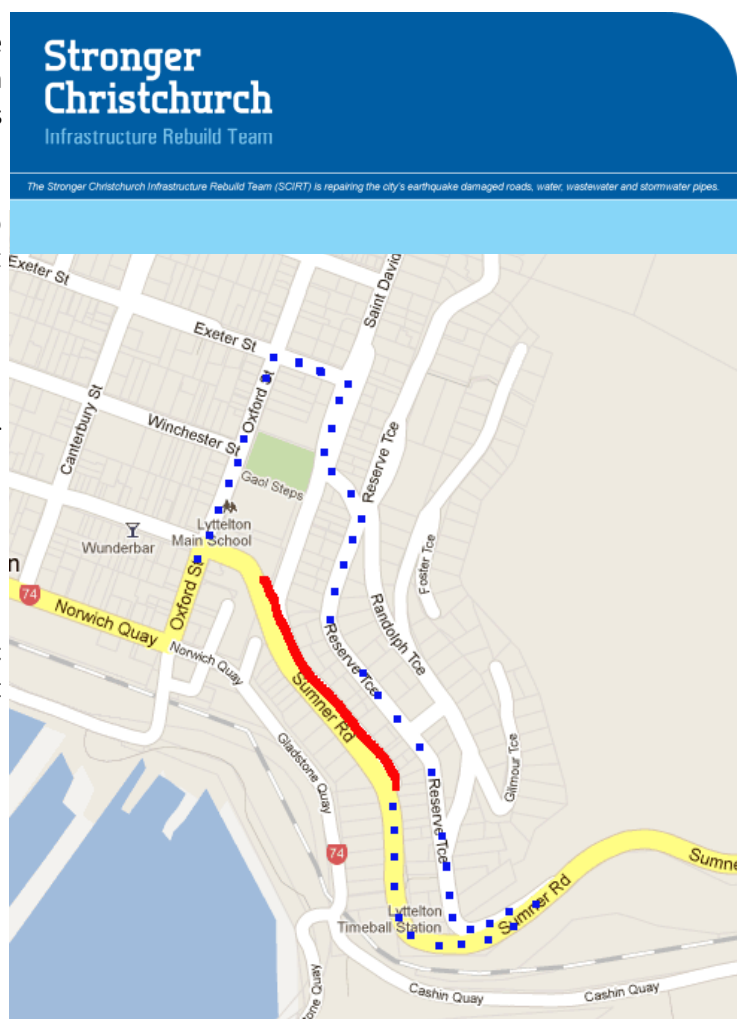 Stronger
Christchurch
Infrastructure Rebuild Team
The Stronger Christchurch Infrastructure Rebuild Team (SCIRT) is repairing the city's earthquake damaged roads, water, wastewater and stormwater pipes.
Exeter St
Saint David
Exeter St
Oxford St
Canterbury St
Winchester St
Reserve Tce
Gaol Steps
Lyttelton
Main School
Wunderbar
Foster Tce
74
Oxford St
Norwich Quay
Norwich Quay
Randolph Tce
Reserve Tce
Sumner Rd
Gladstone Quay
Gilmour Tce
Reserve Tce
74
Sumne
Sumner Rd
Lyttelton
Timeball Station
Cashin Quay
Cashin Quay
tone Quay